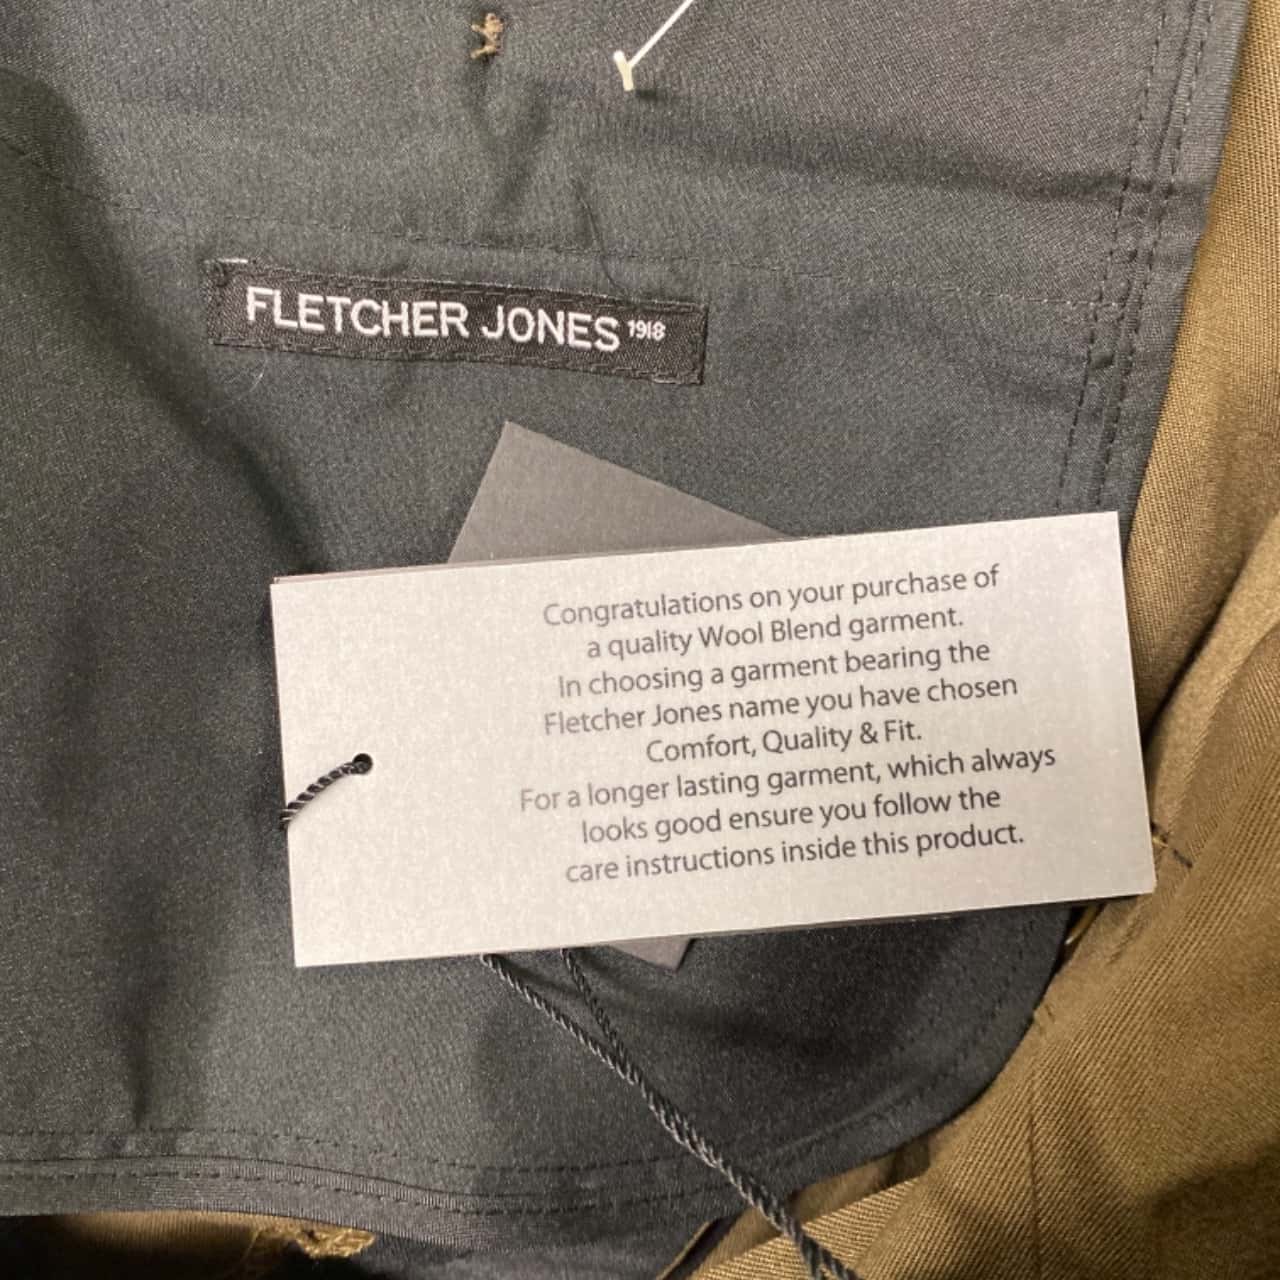 FLETCHER JONES 1918
Congratulations on your purchase of
a quality Wool Blend garment.
In choosing a garment bearing the
Fletcher Jones name you have chosen
Comfort, Quality & Fit.
For a longer lasting garment, which always
looks good ensure you follow the
care instructions inside this product.